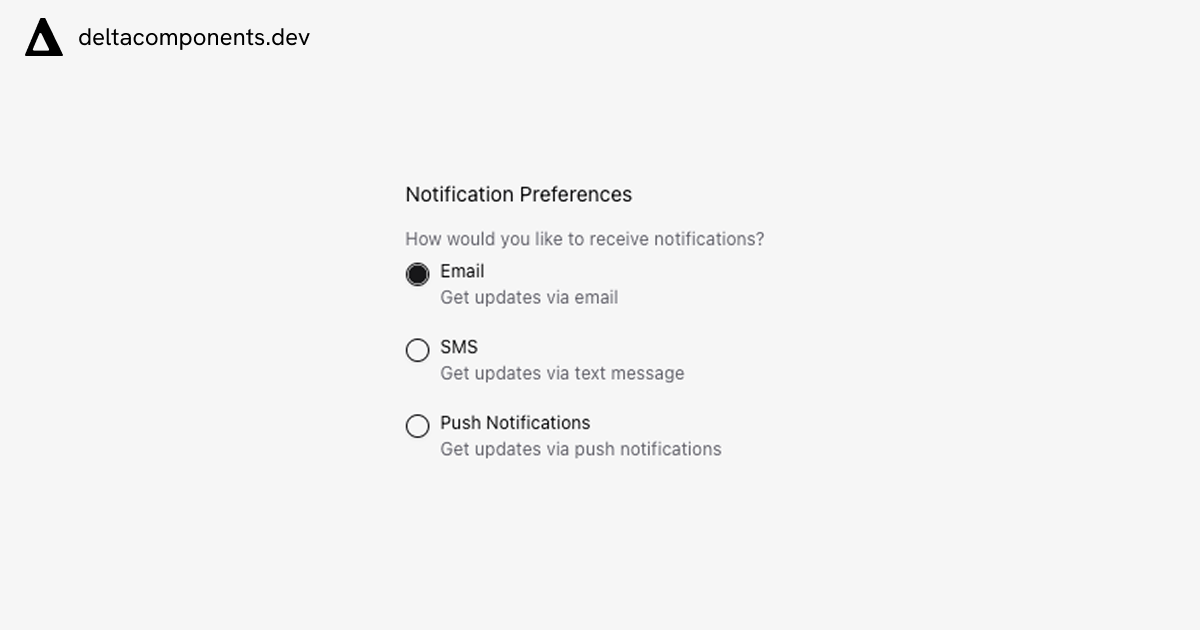 deltacomponents.dev
Notification Preferences
How would you like to receive notifications?
Email
Get updates via email
SMS
Get updates via text message
Push Notifications
Get updates via push notifications